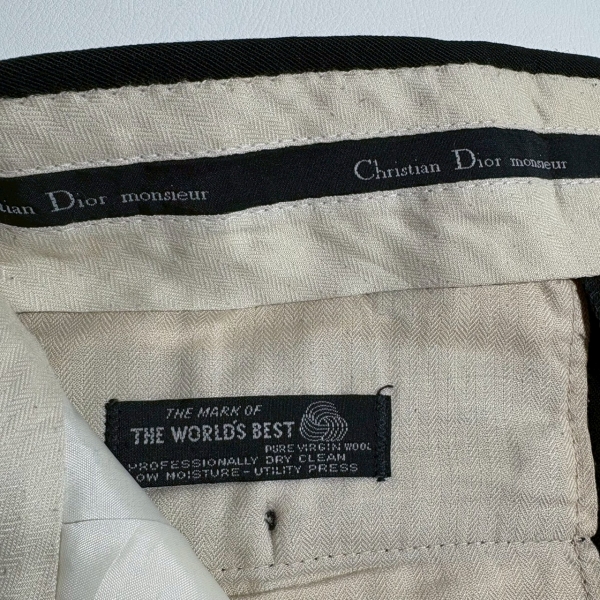 tian Dior monsieur
Christian Dior monsieur
THE MARK OF
THE WORLD'S BEST
PURE VIRGIN WOOL
PROFESSIONALLY DRY CLEAN
OW MOISTURE - UTILITY PRESS